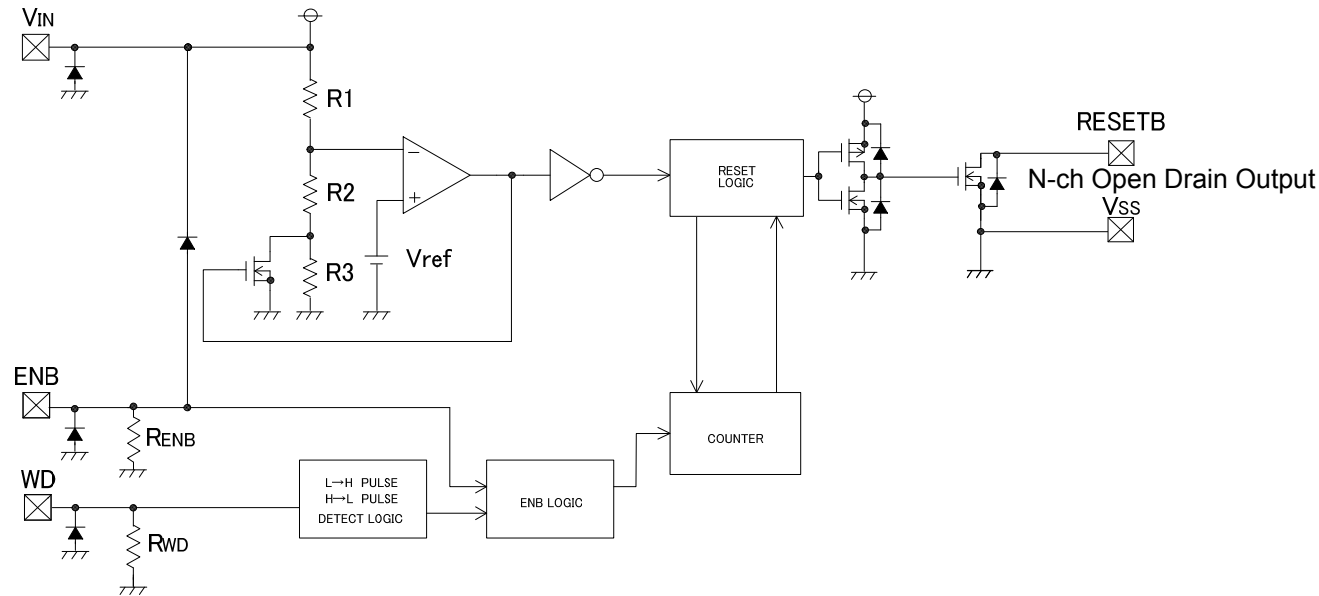 VIN
R1
R2
R3
Vref
RESET
LOGIC
RESETB
N-ch Open Drain Output
VSS
ENB
RENB
COUNTER
WD
RWD
L→H PULSE
H→L PULSE
DETECT LOGIC
ENB LOGIC
−
+